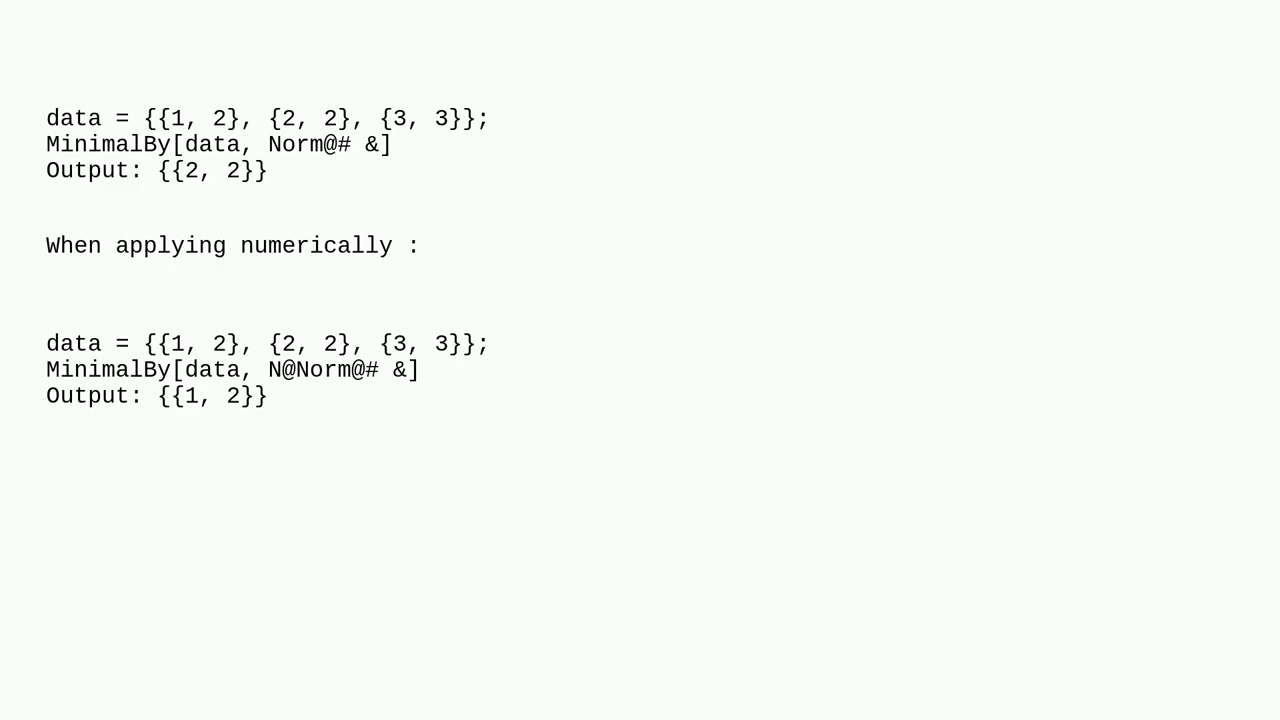 data = {{1, 2}, {2, 2}, {3, 3}};
MinimalBy[data, Norm@# &]
Output: {{2, 2}}
When applying numerically :
data = {{1, 2}, {2, 2}, {3, 3}};
MinimalBy[data, N@Norm@# &]
Output: {{1, 2}}